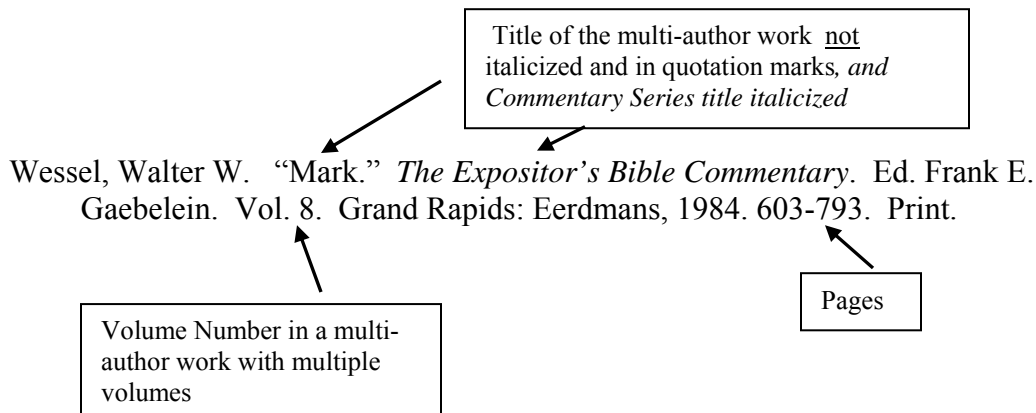 Title of the multi-author work not
italicized and in quotation marks, and
Commentary Series title italicized
Wessel, Walter W. “Mark.” The Expositor’s Bible Commentary. Ed. Frank E.
Gaebelein. Vol. 8. Grand Rapids: Eerdmans, 1984. 603-793. Print.
Pages
Volume Number in a multi-
author work with multiple
volumes